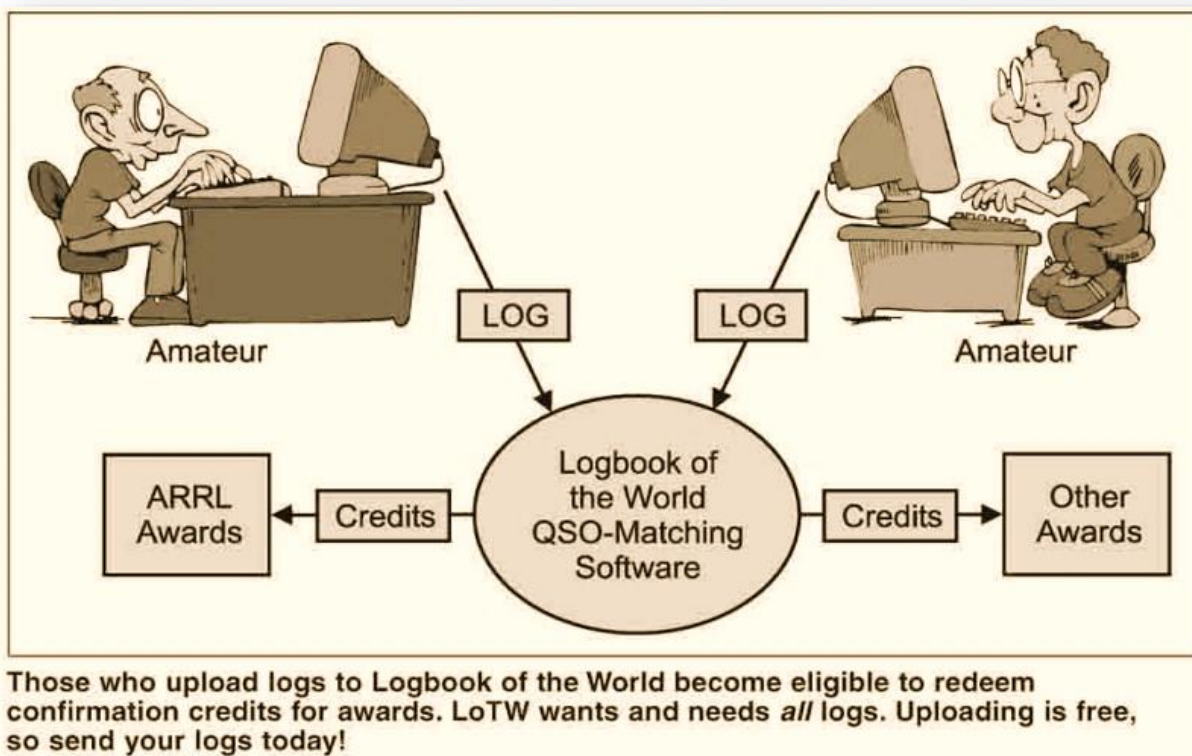 LOG
LOG
Amateur
Amateur
Logbook of
the World
QSO-Matching
Software
ARRL
Awards
Credits
Credits
Other
Awards
Those who upload logs to Logbook of the World become eligible to redeem
confirmation credits for awards. LoTW wants and needs all logs. Uploading is free,
so send your logs today!